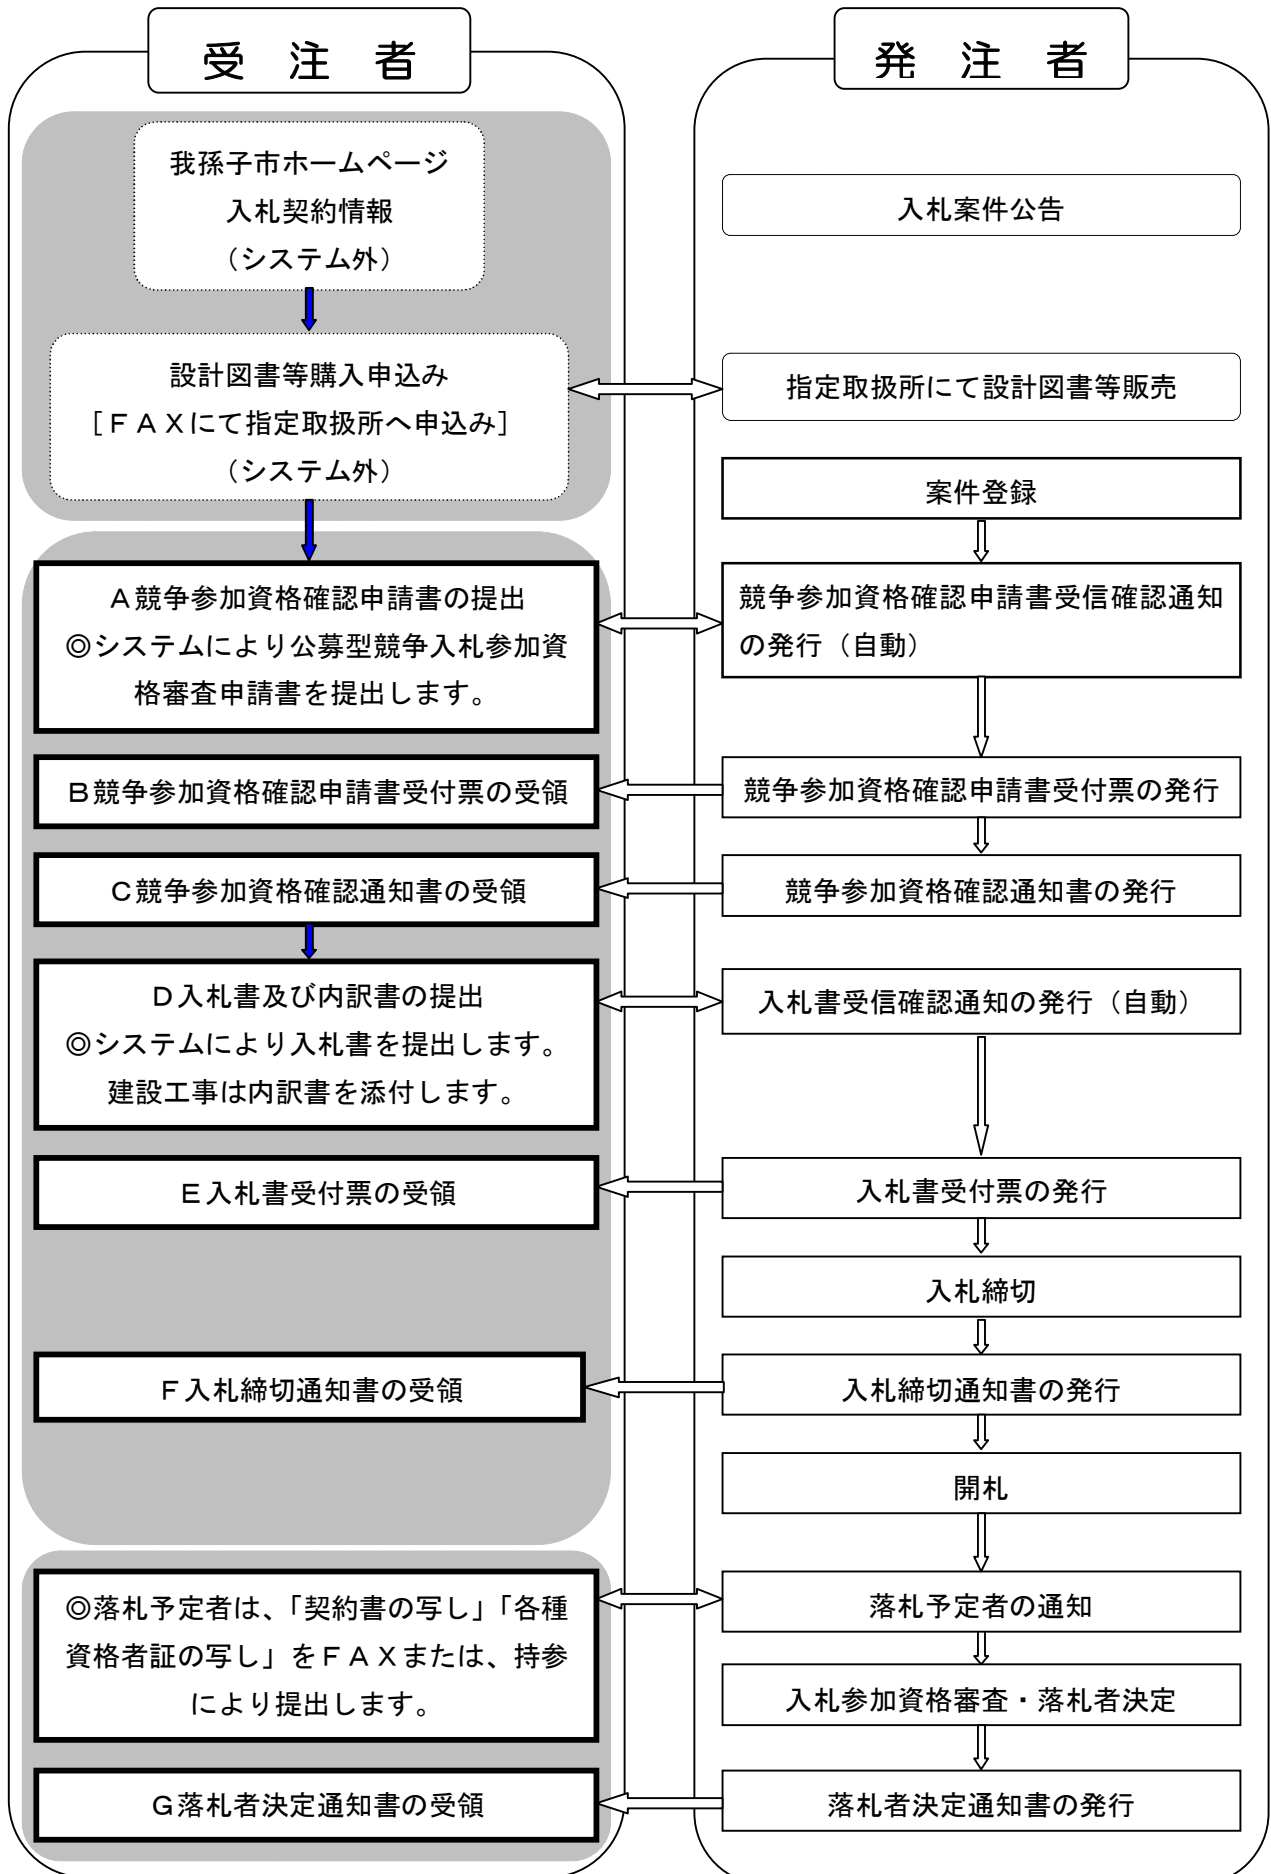 受　注　者
我孫子市ホームページ
入札契約情報
（システム外）
設計図書等購入申込み
［ＦＡＸにて指定取扱所へ申込み］
（システム外）
Ａ競争参加資格確認申請書の提出
◎システムにより公募型競争入札参加資
格審査申請書を提出します。
Ｂ競争参加資格確認申請書受付票の受領
Ｃ競争参加資格確認通知書の受領
Ｄ入札書及び内訳書の提出
◎システムにより入札書を提出します。
建設工事は内訳書を添付します。
Ｅ入札書受付票の受領
Ｆ入札締切通知書の受領
◎落札予定者は、「契約書の写し」「各種
資格者証の写し」をＦＡＸまたは、持参
により提出します。
Ｇ落札者決定通知書の受領
発　注　者
入札案件公告
指定取扱所にて設計図書等販売
案件登録
競争参加資格確認申請書受信確認通知
の発行（自動）
競争参加資格確認申請書受付票の発行
競争参加資格確認通知書の発行
入札書受信確認通知の発行（自動）
入札書受付票の発行
入札締切
入札締切通知書の発行
開札
落札予定者の通知
入札参加資格審査・落札者決定
落札者決定通知書の発行